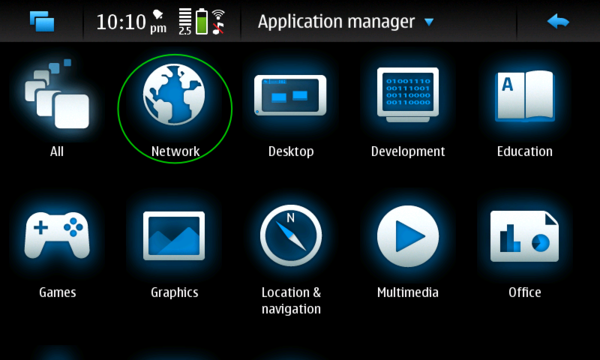 10:10 pm 2.5 Application manager
All Network Desktop Development Education
01001110
00111001
00110000
00110000
A
Games Graphics Location & navigation Multimedia Office
N